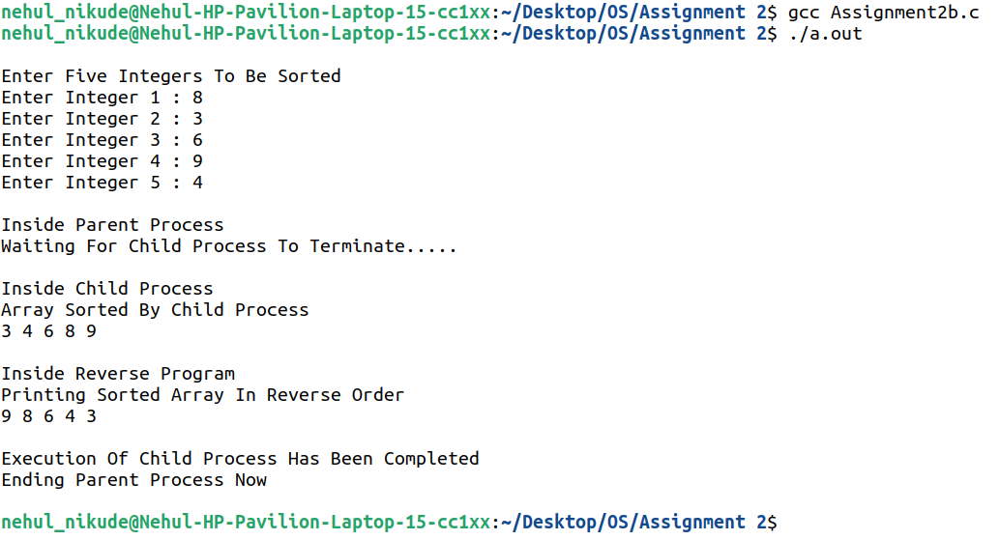 nehul_nikude@Nehul-HP-Pavilion-Laptop-15-cc1xx:~/Desktop/OS/Assignment 2$ gcc Assignment2b.c
nehul_nikude@Nehul-HP-Pavilion-Laptop-15-cc1xx:~/Desktop/OS/Assignment 2$ ./a.out
Enter Five Integers To Be Sorted
Enter Integer 1 : 8
Enter Integer 2 : 3
Enter Integer 3 : 6
Enter Integer 4 : 9
Enter Integer 5 : 4
Inside Parent Process
Waiting For Child Process To Terminate.....
Inside Child Process
Array Sorted By Child Process
3 4 6 8 9
Inside Reverse Program
Printing Sorted Array In Reverse Order
9 8 6 4 3
Execution Of Child Process Has Been Completed
Ending Parent Process Now
nehul_nikude@Nehul-HP-Pavilion-Laptop-15-cc1xx:~/Desktop/OS/Assignment 2$